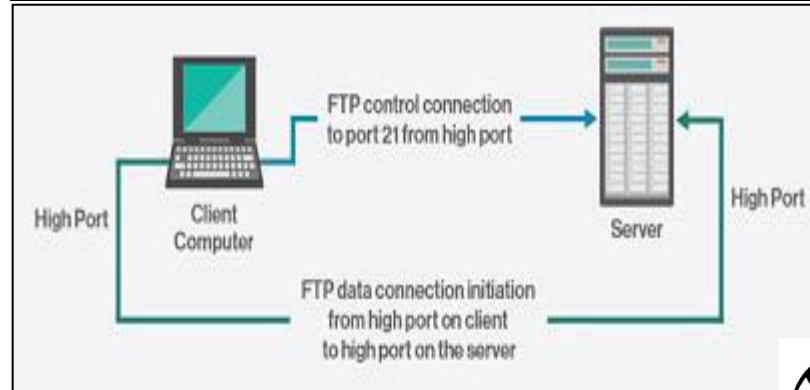 FTP control connection
to port 21 from high port
High Port
Client
Computer
Server
High Port
FTP data connection initiation
from high port on client
to high port on the server